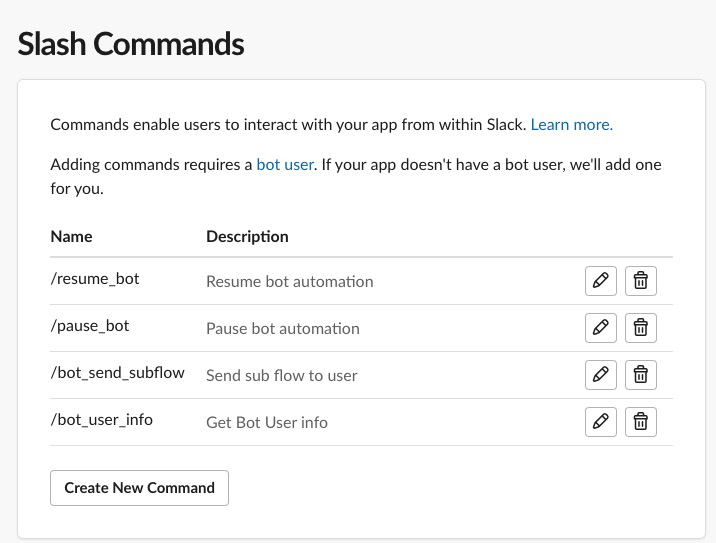 Slash Commands
Commands enable users to interact with your app from within Slack. Learn more.
Adding commands requires a bot user. If your app doesn't have a bot user, we'll add one
for you.
Name Description
/resume_bot Resume bot automation
/pause_bot Pause bot automation
/bot_send_subflow Send sub flow to user
/bot_user_info Get Bot User info
Create New Command